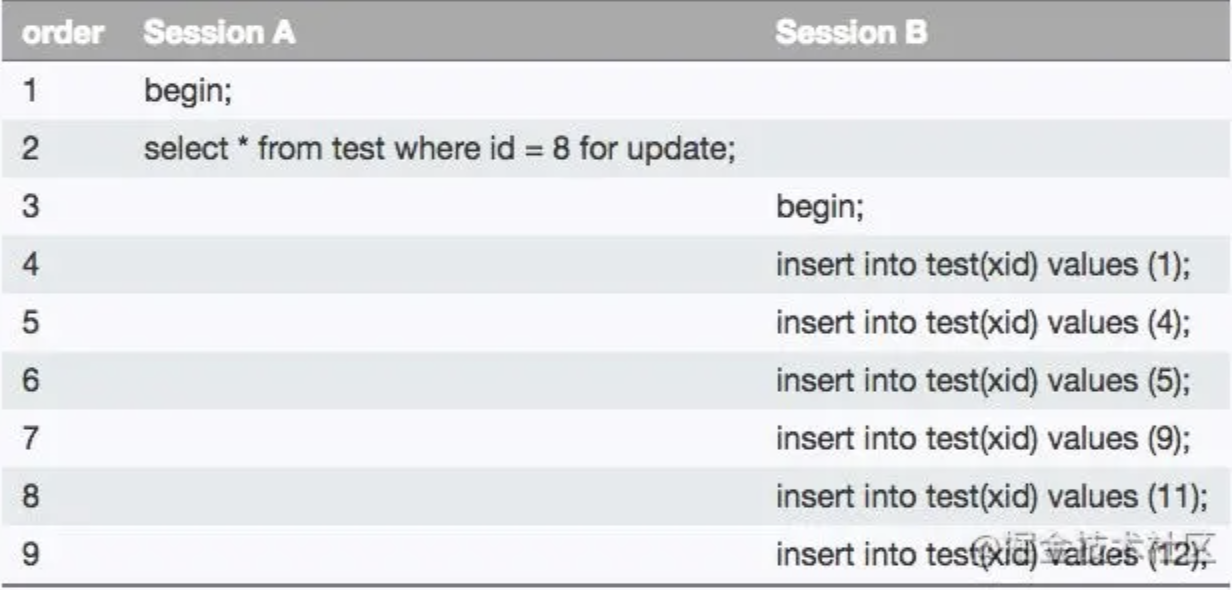 order Session A Session B
1 begin;
2 select * from test where id = 8 for update;
3 begin;
4 insert into test(xid) values (1);
5 insert into test(xid) values (4);
6 insert into test(xid) values (5);
7 insert into test(xid) values (9);
8 insert into test(xid) values (11);
9 insert into test(xid) values (12);
@掘金技术社区